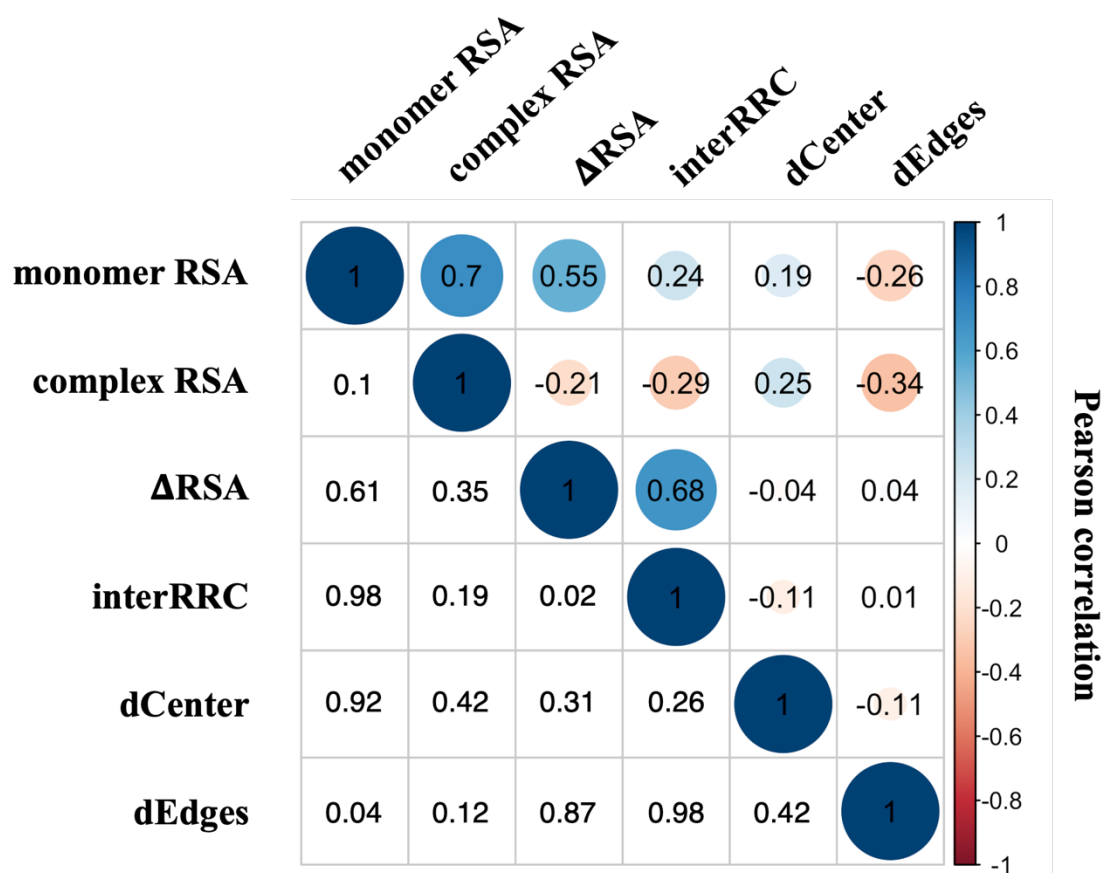 monomer RSA
complex RSA
ΔRSA
interRRC
dCenter
dEdges
monomer RSA 1 0.7 0.55 0.24 0.19 -0.26
complex RSA 0.1 1 -0.21 -0.29 0.25 -0.34
ΔRSA 0.61 0.35 1 0.68 -0.04 0.04
interRRC 0.98 0.19 0.02 1 -0.11 0.01
dCenter 0.92 0.42 0.31 0.26 1 -0.11
dEdges 0.04 0.12 0.87 0.98 0.42 1
1
0.8
0.6
0.4
0.2
0
-0.2
-0.4
-0.6
-0.8
-1
Pearson correlation